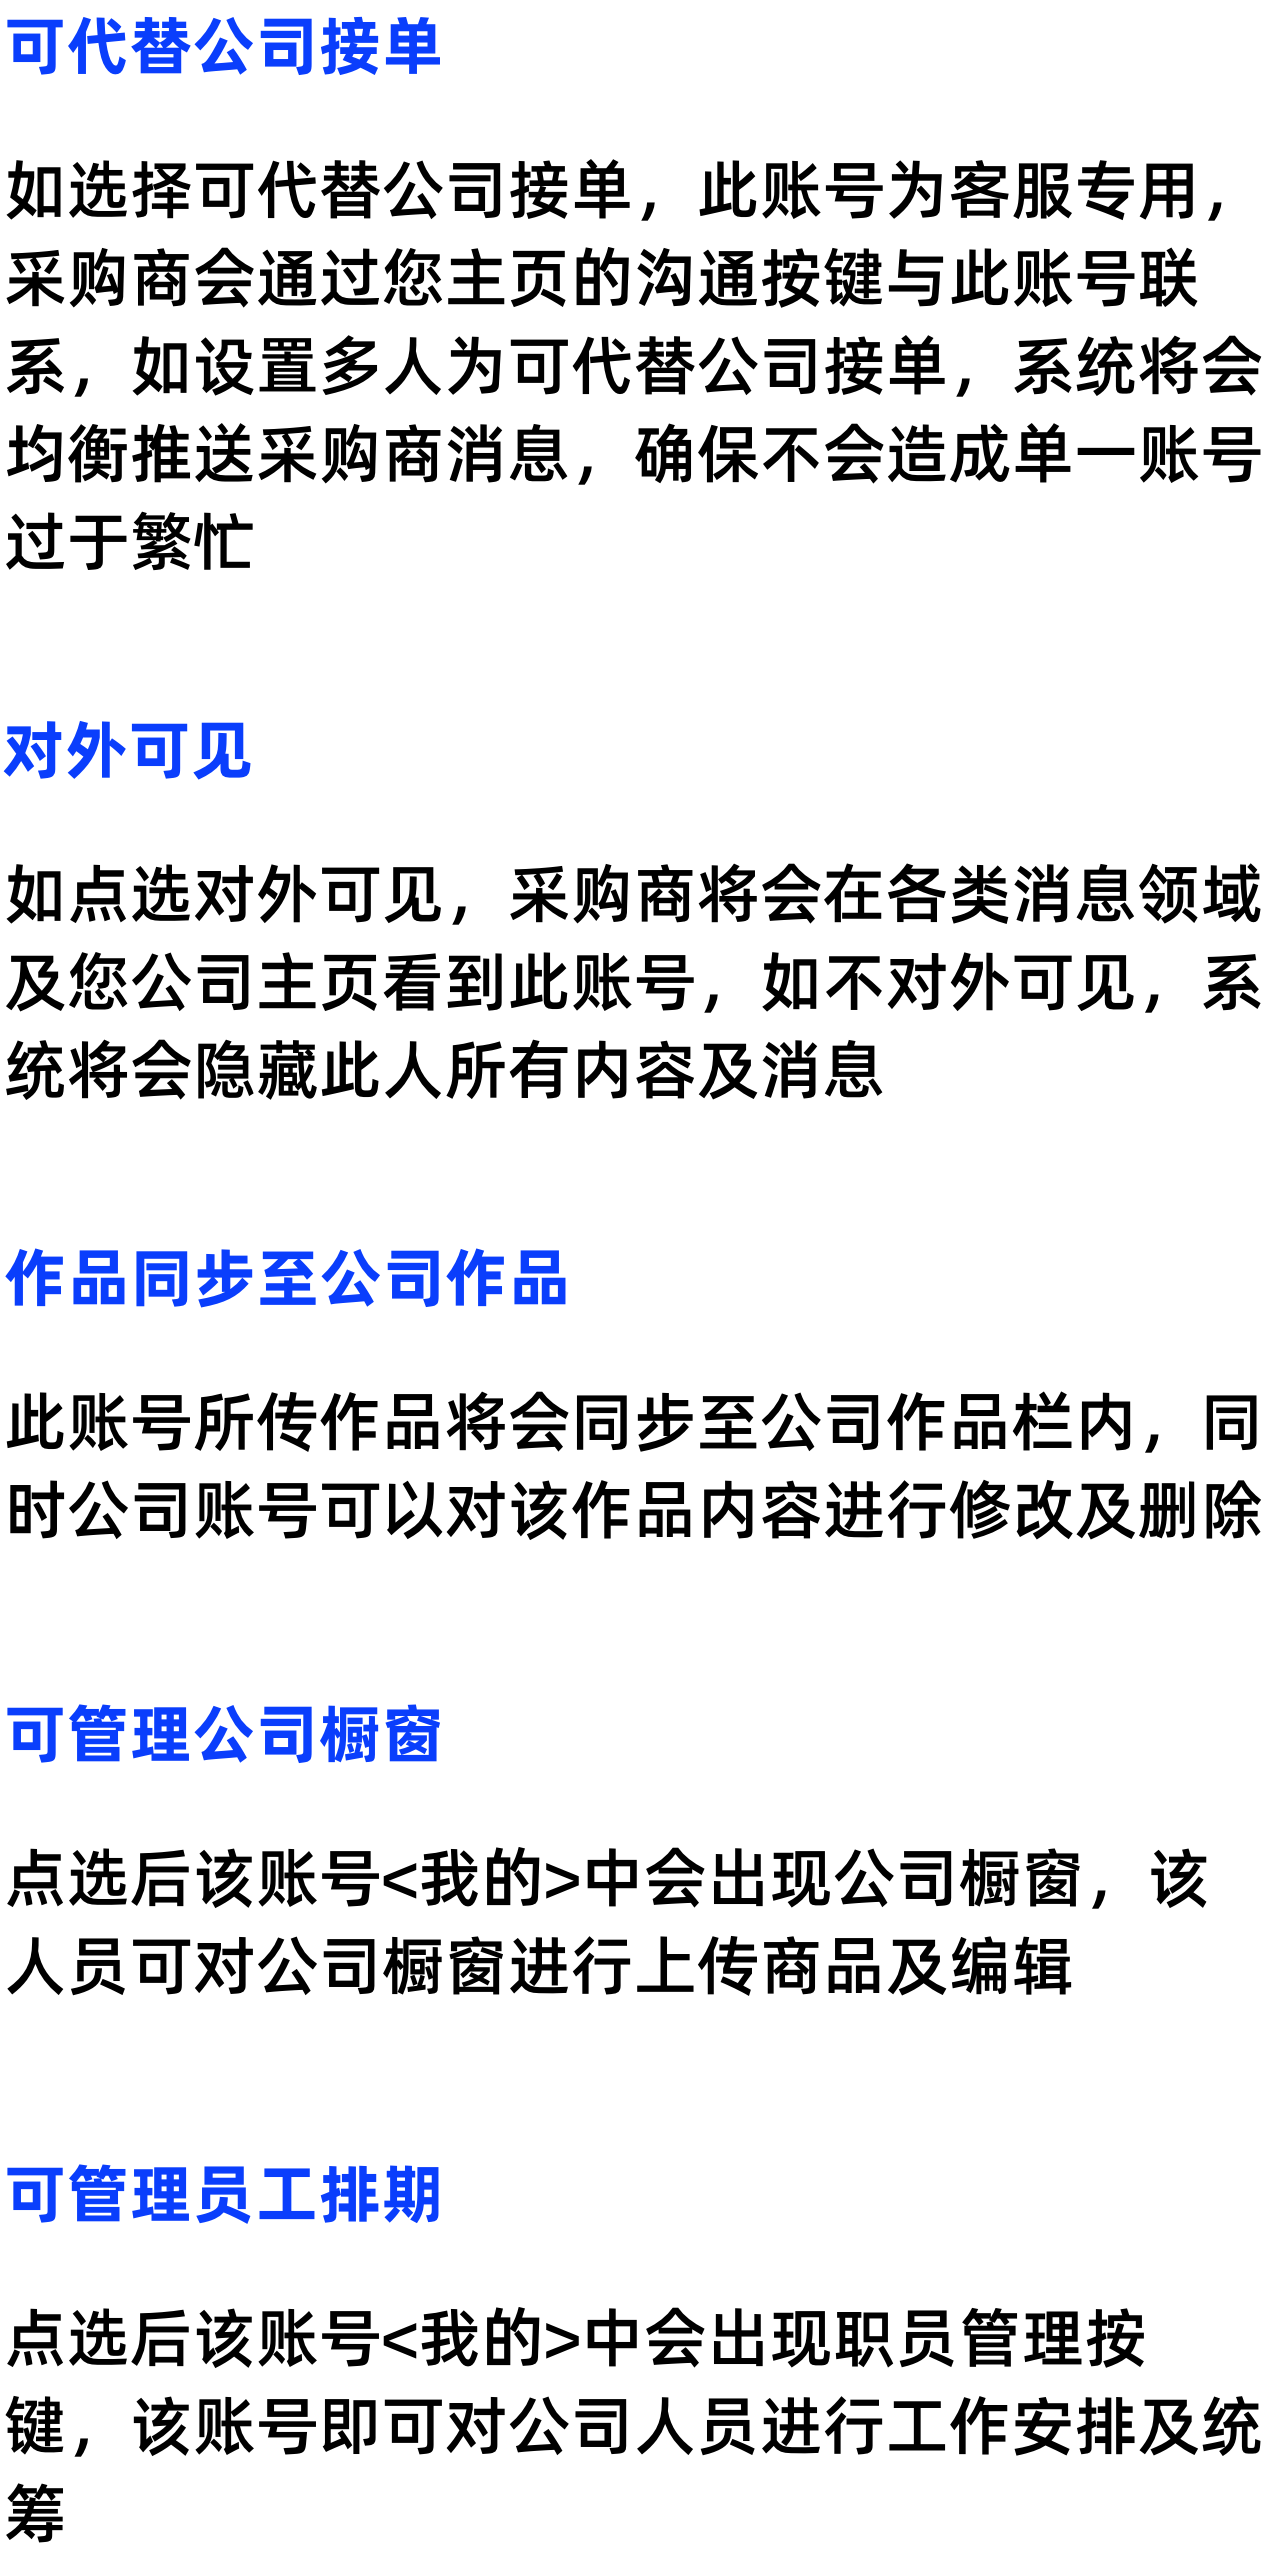 可代替公司接单
如选择可代替公司接单，此账号为客服专用，
采购商会通过您主页的沟通按键与此账号联
系，如设置多人为可代替公司接单，系统将会
均衡推送采购商消息，确保不会造成单一账号
过于繁忙
对外可见
如点选对外可见，采购商将会在各类消息领域
及您公司主页看到此账号，如不对外可见，系
统将会隐藏此人所有内容及消息
作品同步至公司作品
此账号所传作品将会同步至公司作品栏内，同
时公司账号可以对该作品内容进行修改及删除
可管理公司橱窗
点选后该账号<我的>中会出现公司橱窗，该
人员可对公司橱窗进行上传商品及编辑
可管理员工排期
点选后该账号<我的>中会出现职员管理按
键，该账号即可对公司人员进行工作安排及统
筹